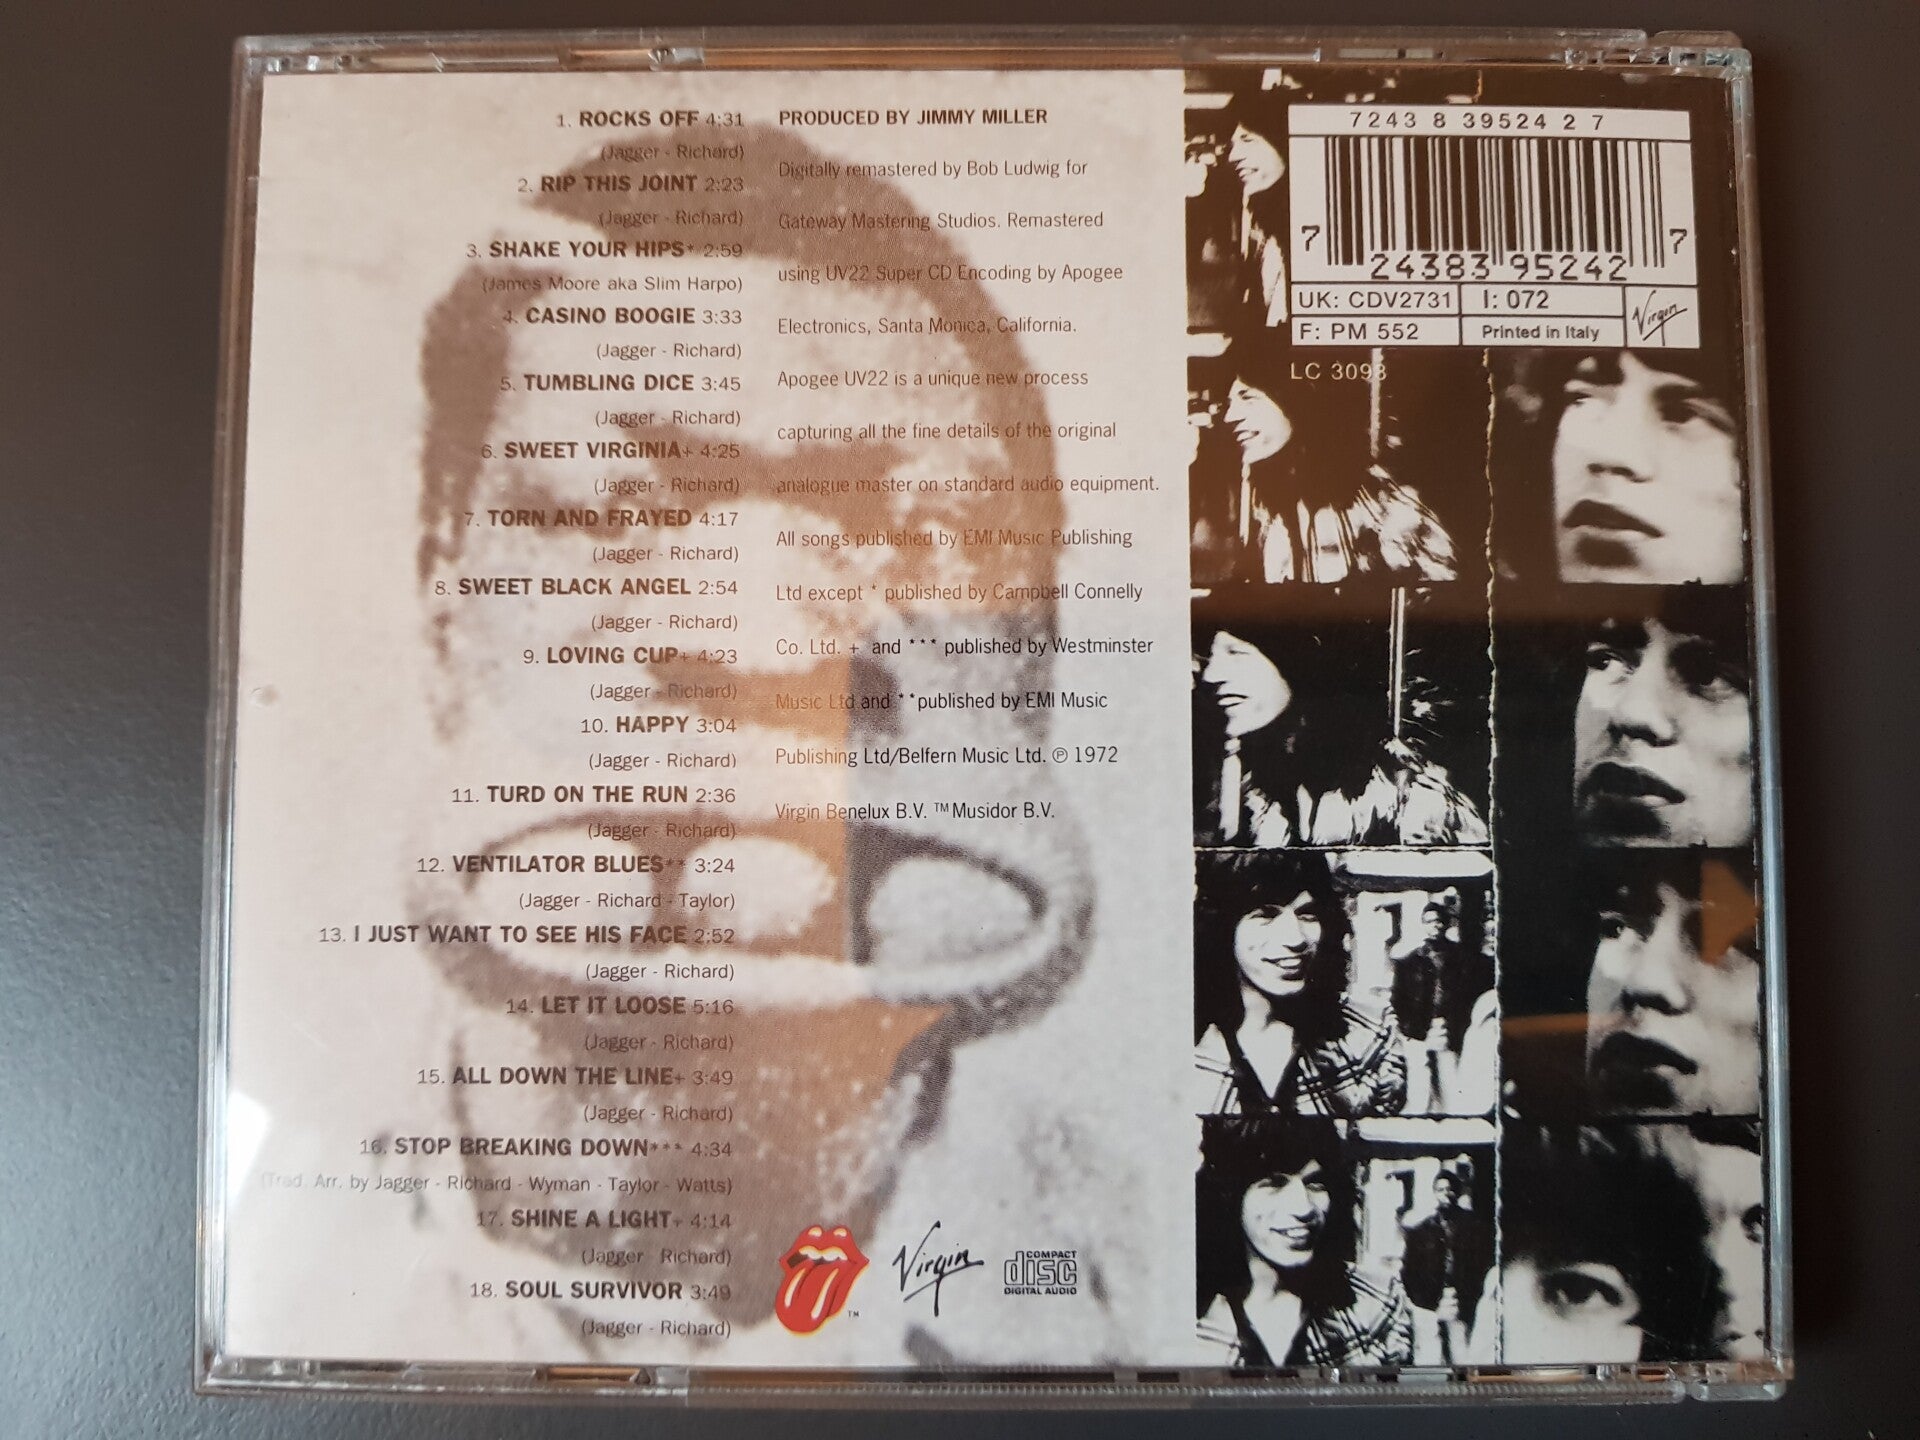 1. ROCKS OFF 4:31
(Jagger - Richard)
2. RIP THIS JOINT 2:23
(Jagger - Richard)
3. SHAKE YOUR HIPS* 2:59
(James Moore aka Slim Harpo)
4. CASINO BOOGIE 3:33
(Jagger - Richard)
5. TUMBLING DICE 3:45
(Jagger - Richard)
6. SWEET VIRGINIA+ 4:25
(Jagger - Richard)
7. TORN AND FRAYED 4:17
(Jagger - Richard)
8. SWEET BLACK ANGEL 2:54
(Jagger - Richard)
9. LOVING CUP+ 4:23
(Jagger - Richard)
10. HAPPY 3:04
(Jagger - Richard)
11. TURD ON THE RUN 2:36
(Jagger - Richard)
12. VENTILATOR BLUES** 3:24
(Jagger - Richard - Taylor)
13. I JUST WANT TO SEE HIS FACE 2:52
(Jagger - Richard)
14. LET IT LOOSE 5:16
(Jagger - Richard)
15. ALL DOWN THE LINE+ 3:49
(Jagger - Richard)
16. STOP BREAKING DOWN*** 4:34
(Trad. Arr. by Jagger - Richard - Wyman - Taylor - Watts)
17. SHINE A LIGHT+ 4:14
(Jagger Richard)
18. SOUL SURVIVOR 3:49
(Jagger - Richard)
PRODUCED BY JIMMY MILLER
Digitally remastered by Bob Ludwig for
Gateway Mastering Studios. Remastered
using UV22 Super CD Encoding by Apogee
Electronics, Santa Monica, California.
Apogee UV22 is a unique new process
capturing all the fine details of the original
analogue master on standard audio equipment.
All songs published by EMI Music Publishing
Ltd except * published by Campbell Connelly
Co. Ltd. + and *** published by Westminster
Music Ltd and **published by EMI Music
Publishing Ltd/Belfern Music Ltd. ℗ 1972
Virgin Benelux B.V. ™Musidor B.V.
™
Virgin
COMPACT
disc
DIGITAL AUDIO
7243 8 39524 2 7
7 24383 95242 7
UK: CDV2731
I: 072
F: PM 552
Printed in Italy
Virgin
LC 3098